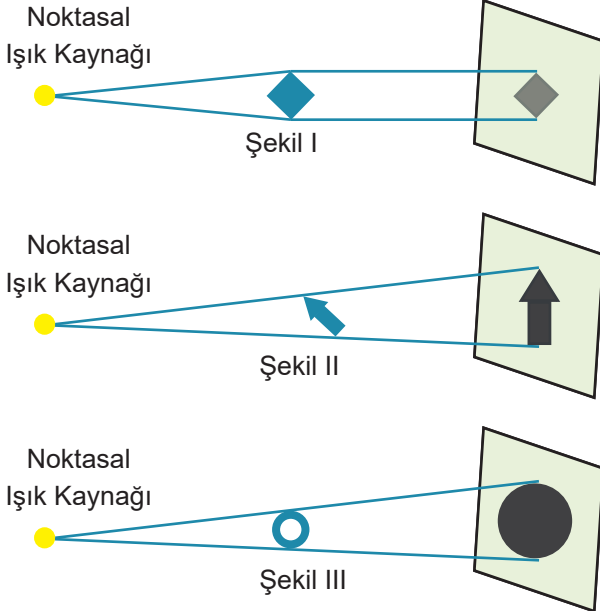 Noktasal
Işık Kaynağı
Şekil I
Noktasal
Işık Kaynağı
Şekil II
Noktasal
Işık Kaynağı
Şekil III